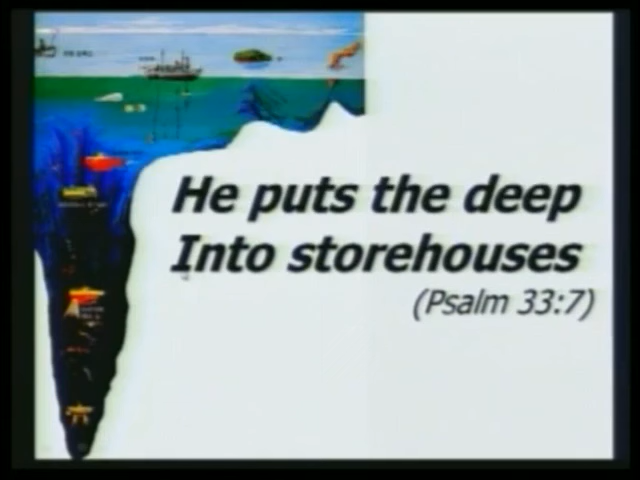 He puts the deep
Into storehouses
(Psalm 33:7)